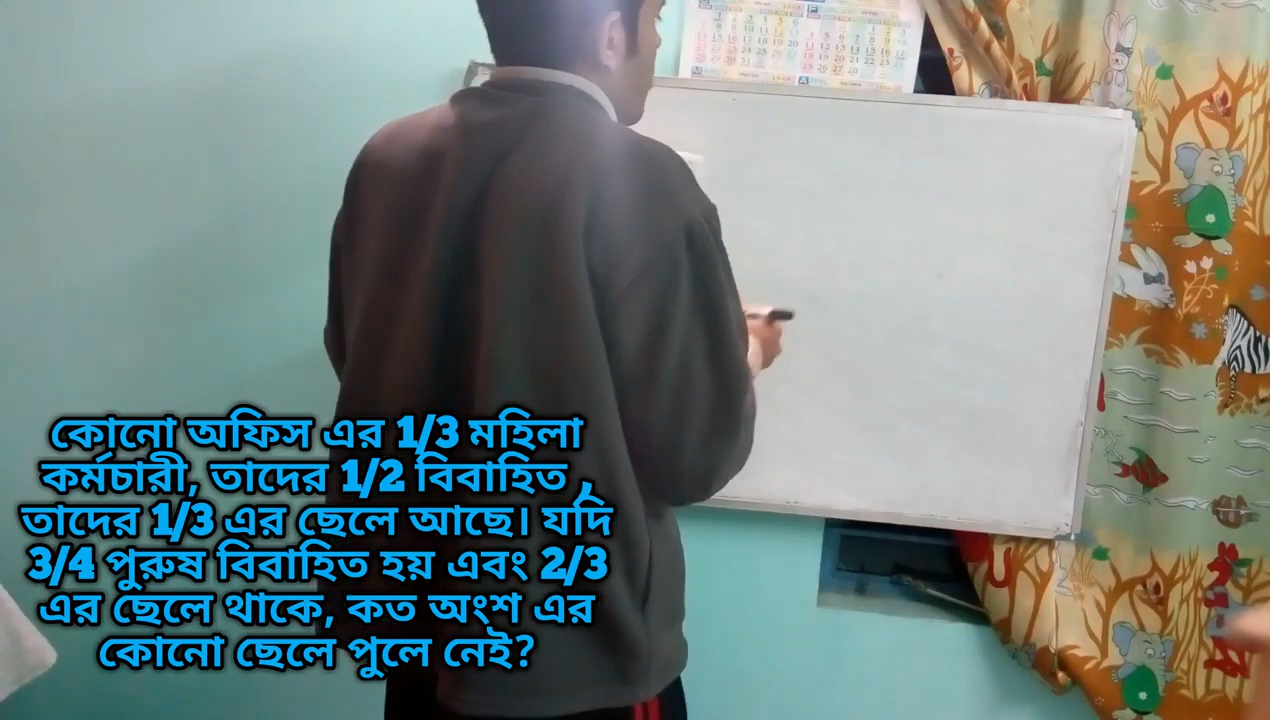 কোনো অফিস এর 1/3 মহিলা
কর্মচারী, তাদের 1/2 বিবাহিত ,
তাদের 1/3 এর ছেলে আছে। যদি
3/4 পুরুষ বিবাহিত হয় এবং 2/3
এর ছেলে থাকে, কত অংশ এর
কোনো ছেলে পুলে নেই?